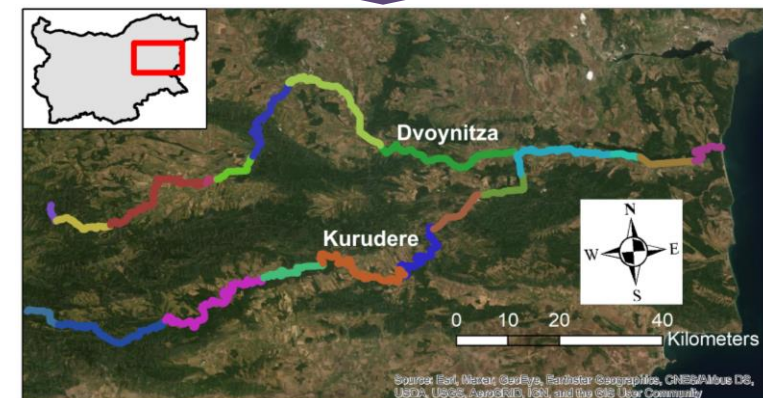 Dvoynitza
Kurudere
N
W E
S
0 10 20 40
Kilometers
Source: Esri, Maxar, GeoEye, Earthstar Geographics, CNES/Airbus DS,
USDA, USGS, AeroGRID, IGN, and the GIS User Community